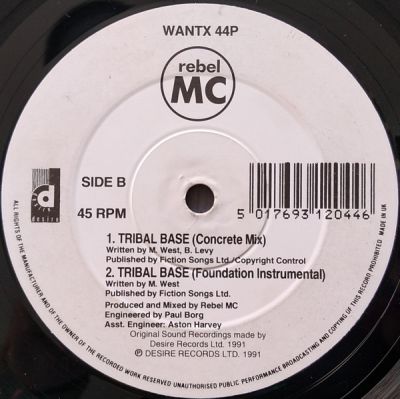 WANTX 44P
rebel
MC
desire
SIDE B
45 RPM
5 017693 120446
1. TRIBAL BASE (Concrete Mix)
Written by M. West, B. Levy
Published by Fiction Songs Ltd./Copyright Control
2. TRIBAL BASE (Foundation Instrumental)
Written by M. West
Published by Fiction Songs Ltd.
Produced and Mixed by Rebel MC
Engineered by Paul Borg
Asst. Engineer: Aston Harvey
Original Sound Recordings made by
Desire Records Ltd. 1991
℗ DESIRE RECORDS LTD. 1991
ALL RIGHTS OF THE MANUFACTURER AND OF THE OWNER OF THE RECORDED WORK RESERVED UNAUTHORISED PUBLIC PERFORMANCE BROADCASTING AND COPYING OF THIS RECORD PROHIBITED. MADE IN UK